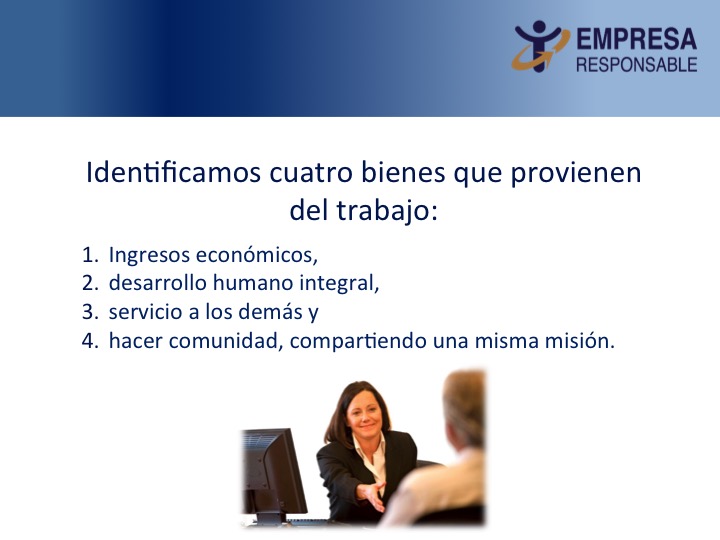 EMPRESA
RESPONSABLE
Identificamos cuatro bienes que provienen
del trabajo:
1. Ingresos económicos,
2. desarrollo humano integral,
3. servicio a los demás y
4. hacer comunidad, compartiendo una misma misión.